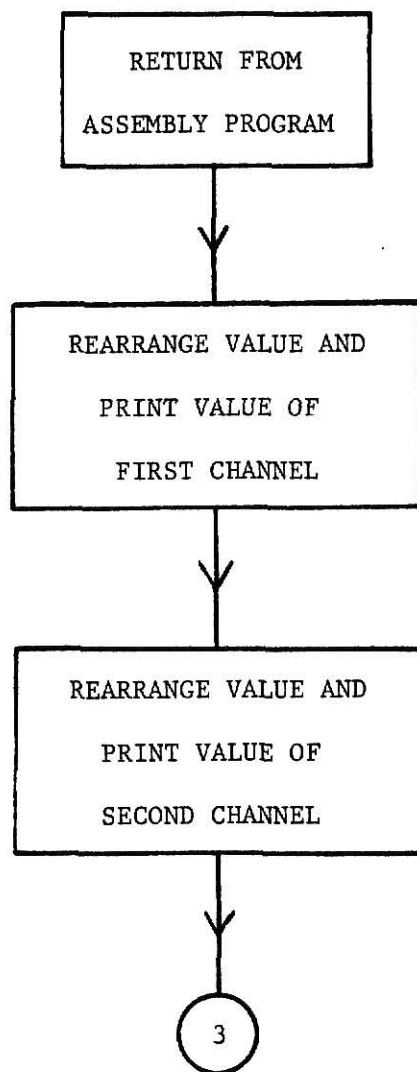 RETURN FROM
ASSEMBLY PROGRAM
REARRANGE VALUE AND
PRINT VALUE OF
FIRST CHANNEL
REARRANGE VALUE AND
PRINT VALUE OF
SECOND CHANNEL
3